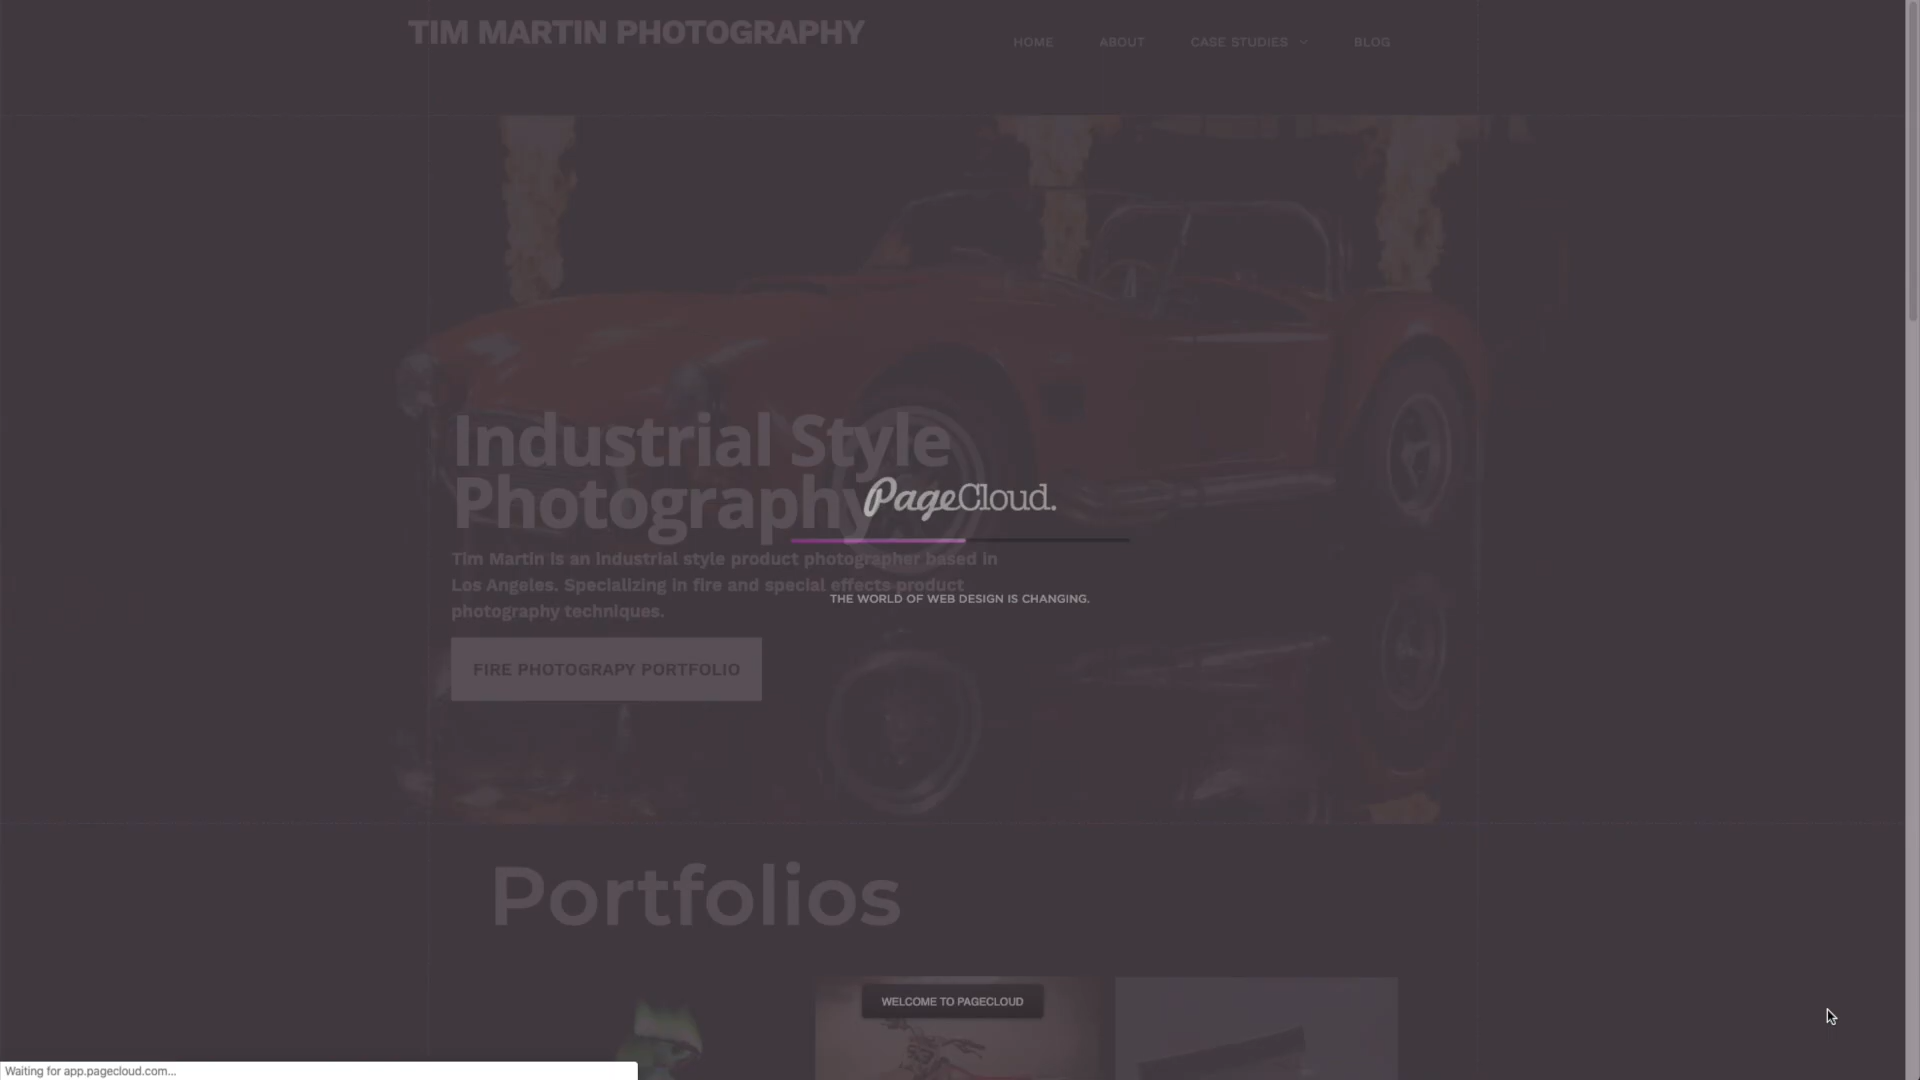 TIM MARTIN PHOTOGRAPHY
HOME
ABOUT
CASE STUDIES
BLOG
Industrial Style
Photography
PageCloud.
Tim Martin is an industrial style product photographer based in
Los Angeles. Specializing in fire and special effects product
photography techniques.
THE WORLD OF WEB DESIGN IS CHANGING.
FIRE PHOTOGRAPY PORTFOLIO
Portfolios
WELCOME TO PAGECLOUD
Waiting for app.pagecloud.com...